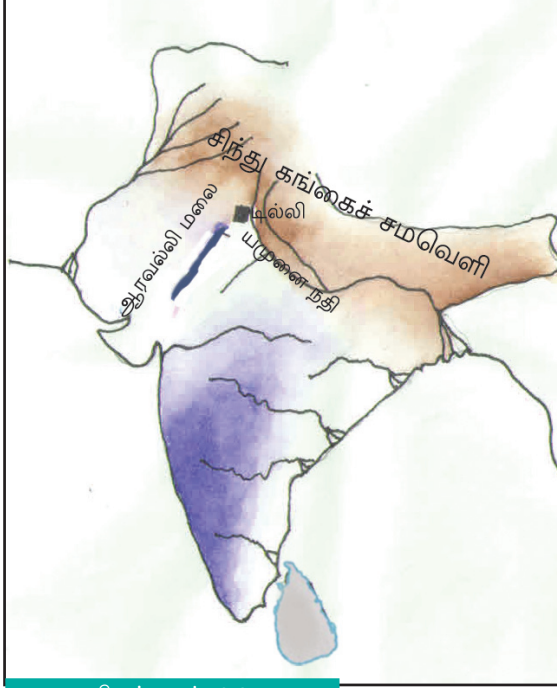 சிந்து கங்கைச் சமவெளி
டில்லி
ஆரவல்லி மலை
யமுனை நதி